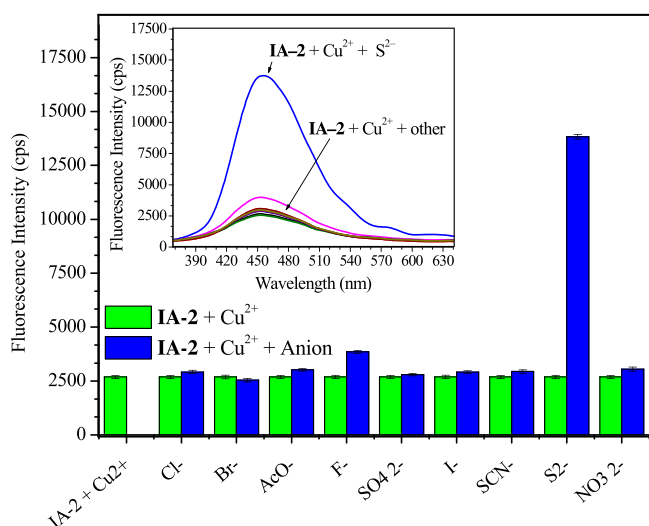 Fluorescence Intensity (cps)
17500
15000
12500
10000
7500
5000
2500
0
Fluorescence Intensity (cps)
17500
15000
12500
10000
7500
5000
2500
0
IA–2 + Cu²⁺ + S²⁻
IA–2 + Cu²⁺ + other
390 420 450 480 510 540 570 600 630
Wavelength (nm)
IA-2 + Cu²⁺
IA-2 + Cu²⁺ + Anion
IA-2 + Cu2+ Cl- Br- AcO- F- SO4 2- I- SCN- S2- NO3 2-